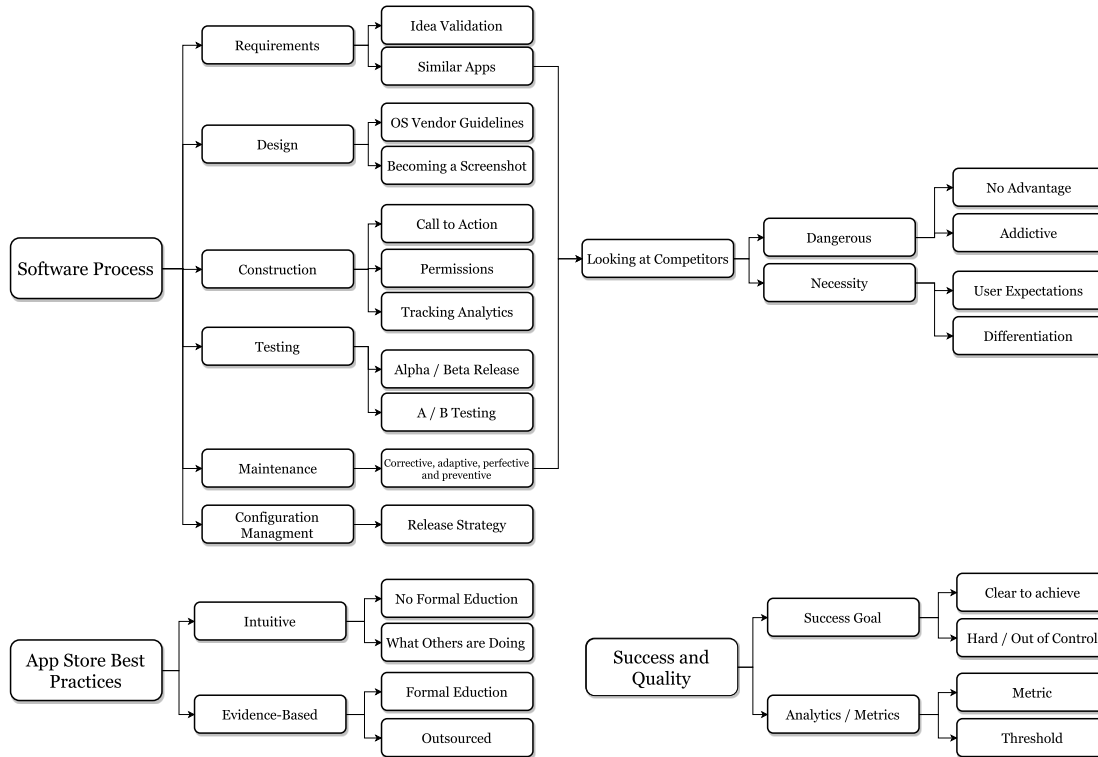 Software Process
Requirements
Idea Validation
Similar Apps
Design
OS Vendor Guidelines
Becoming a Screenshot
Construction
Call to Action
Permissions
Tracking Analytics
Testing
Alpha / Beta Release
A / B Testing
Maintenance
Corrective, adaptive, perfective
and preventive
Configuration
Managment
Release Strategy
Looking at Competitors
Dangerous
No Advantage
Addictive
Necessity
User Expectations
Differentiation
App Store Best
Practices
Intuitive
No Formal Eduction
What Others are Doing
Evidence-Based
Formal Eduction
Outsourced
Success and
Quality
Success Goal
Clear to achieve
Hard / Out of Control
Analytics / Metrics
Metric
Threshold